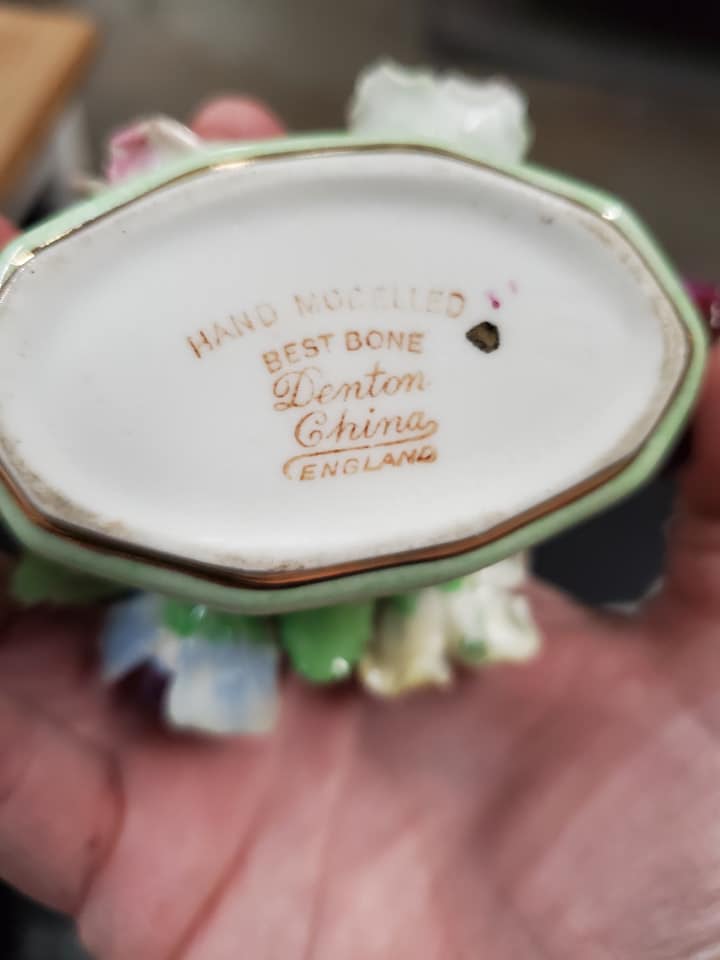 HAND MODELLED
BEST BONE
Denton
China
ENGLAND